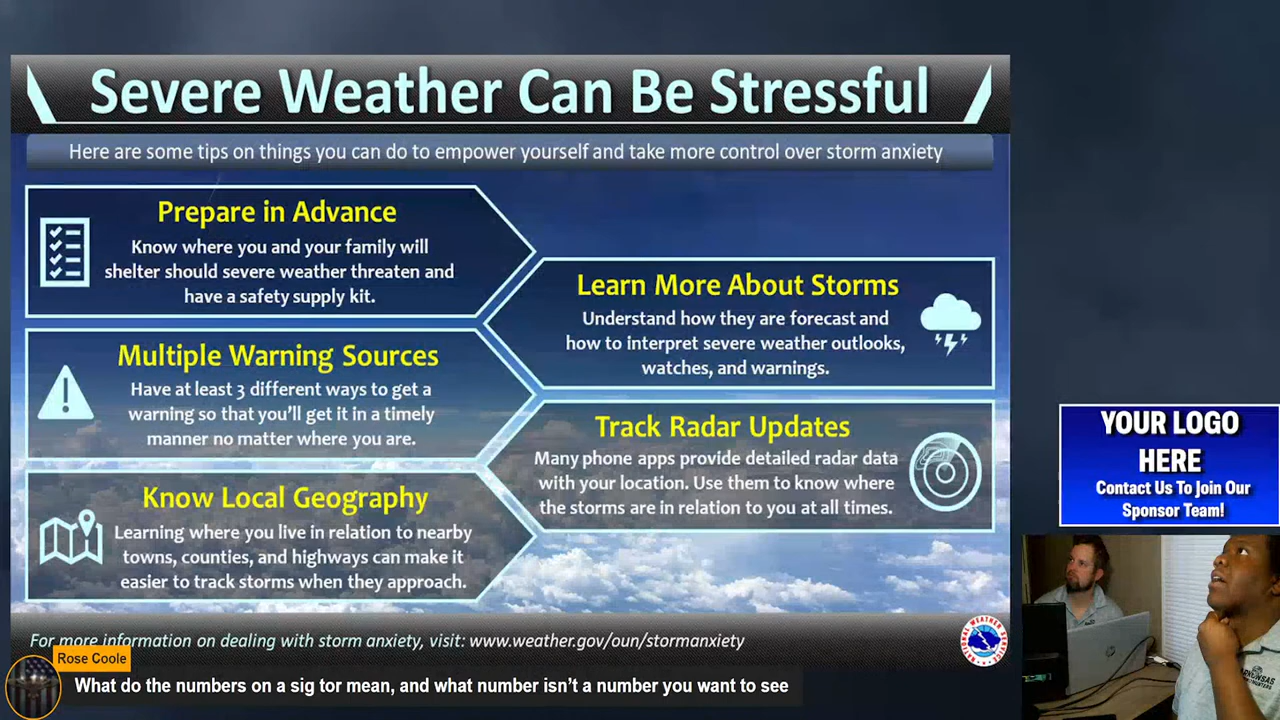 Severe Weather Can Be Stressful
Here are some tips on things you can do to empower yourself and take more control over storm anxiety
Prepare in Advance
Know where you and your family will
shelter should severe weather threaten and
have a safety supply kit.
Learn More About Storms
Understand how they are forecast and
how to interpret severe weather outlooks,
watches, and warnings.
Multiple Warning Sources
Have at least 3 different ways to get a
warning so that you'll get it in a timely
manner no matter where you are.
Track Radar Updates
Many phone apps provide detailed radar data
with your location. Use them to know where
the storms are in relation to you at all times.
Know Local Geography
Learning where you live in relation to nearby
towns, counties, and highways can make it
easier to track storms when they approach.
For more information on dealing with storm anxiety, visit: www.weather.gov/oun/stormanxiety
NATIONAL WEATHER SERVICE
YOUR LOGO
HERE
Contact Us To Join Our
Sponsor Team!
Rose Coole
What do the numbers on a sig tor mean, and what number isn't a number you want to see